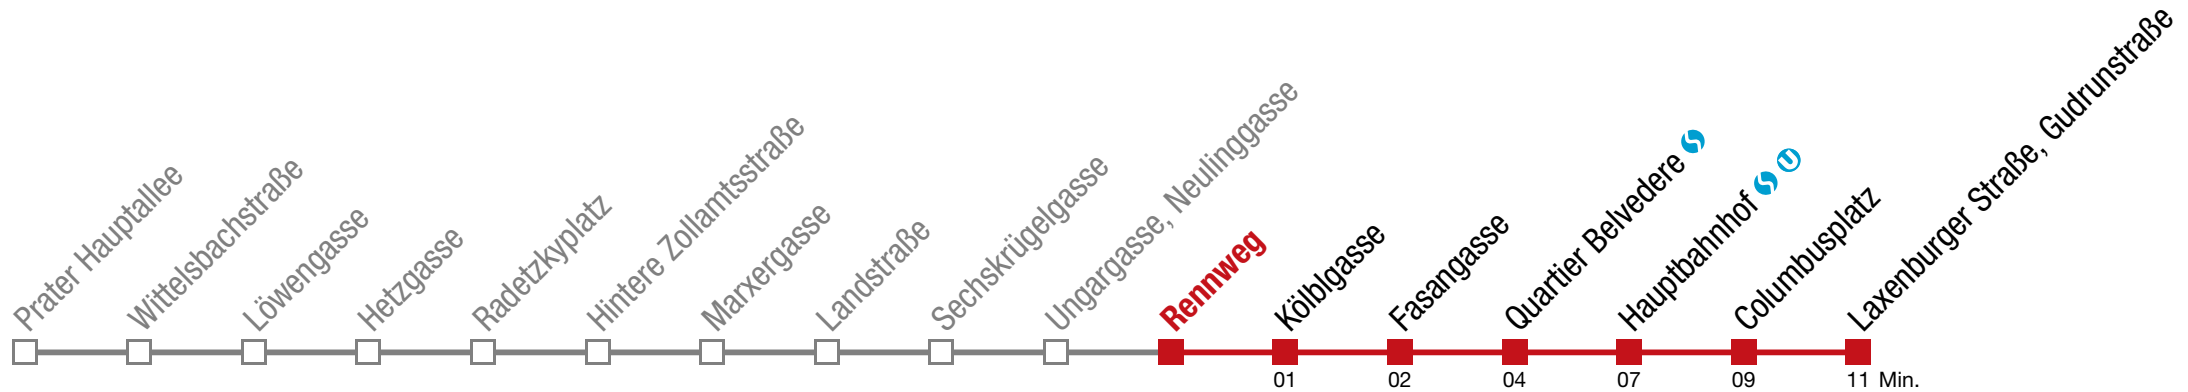 Prater Hauptallee
Wittelsbachstraße
Löwengasse
Hetzgasse
Radetzkyplatz
Hintere Zollamtsstraße
Marxergasse
Landstraße
Sechskrügelgasse
Ungargasse, Neulinggasse
Rennweg
Kölblgasse
Fasangasse
Quartier Belvedere S
Hauptbahnhof S U
Columbusplatz
Laxenburger Straße, Gudrunstraße
01 02 04 07 09 11 Min.